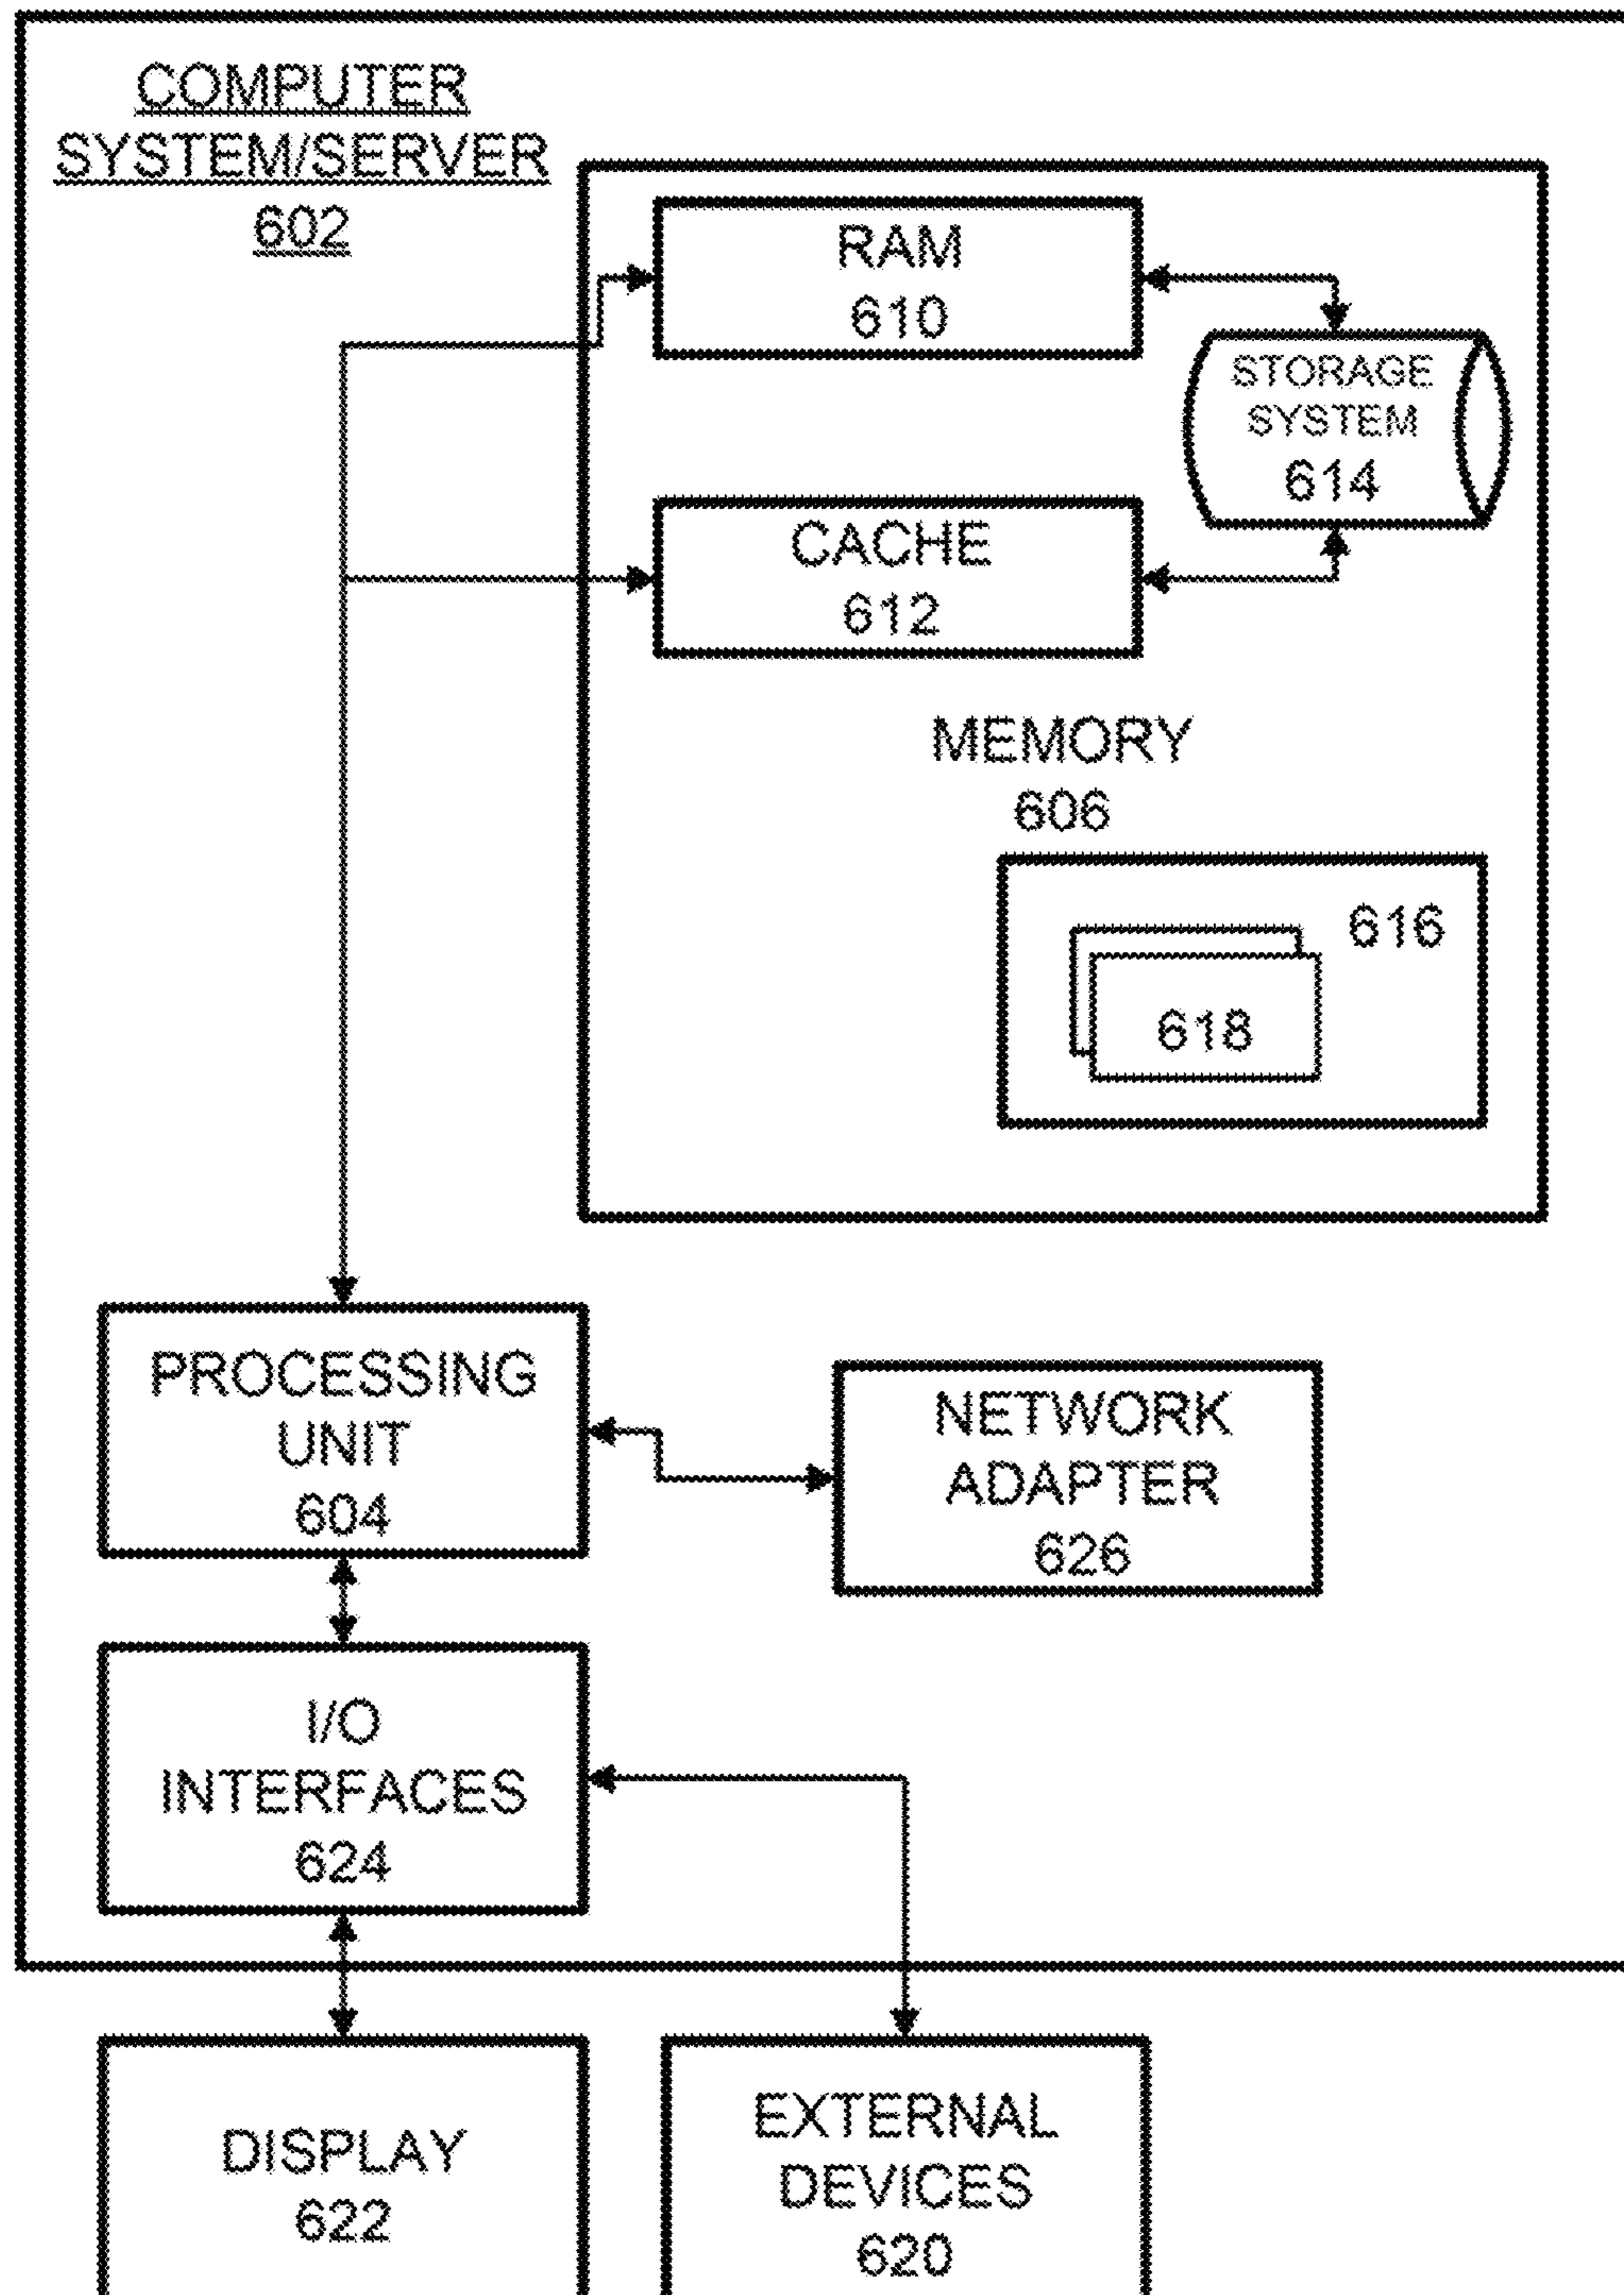 COMPUTER
SYSTEM/SERVER
602
RAM
610
STORAGE
SYSTEM
614
CACHE
612
MEMORY
606
616
618
PROCESSING
UNIT
604
NETWORK
ADAPTER
626
I/O
INTERFACES
624
DISPLAY
622
EXTERNAL
DEVICES
620